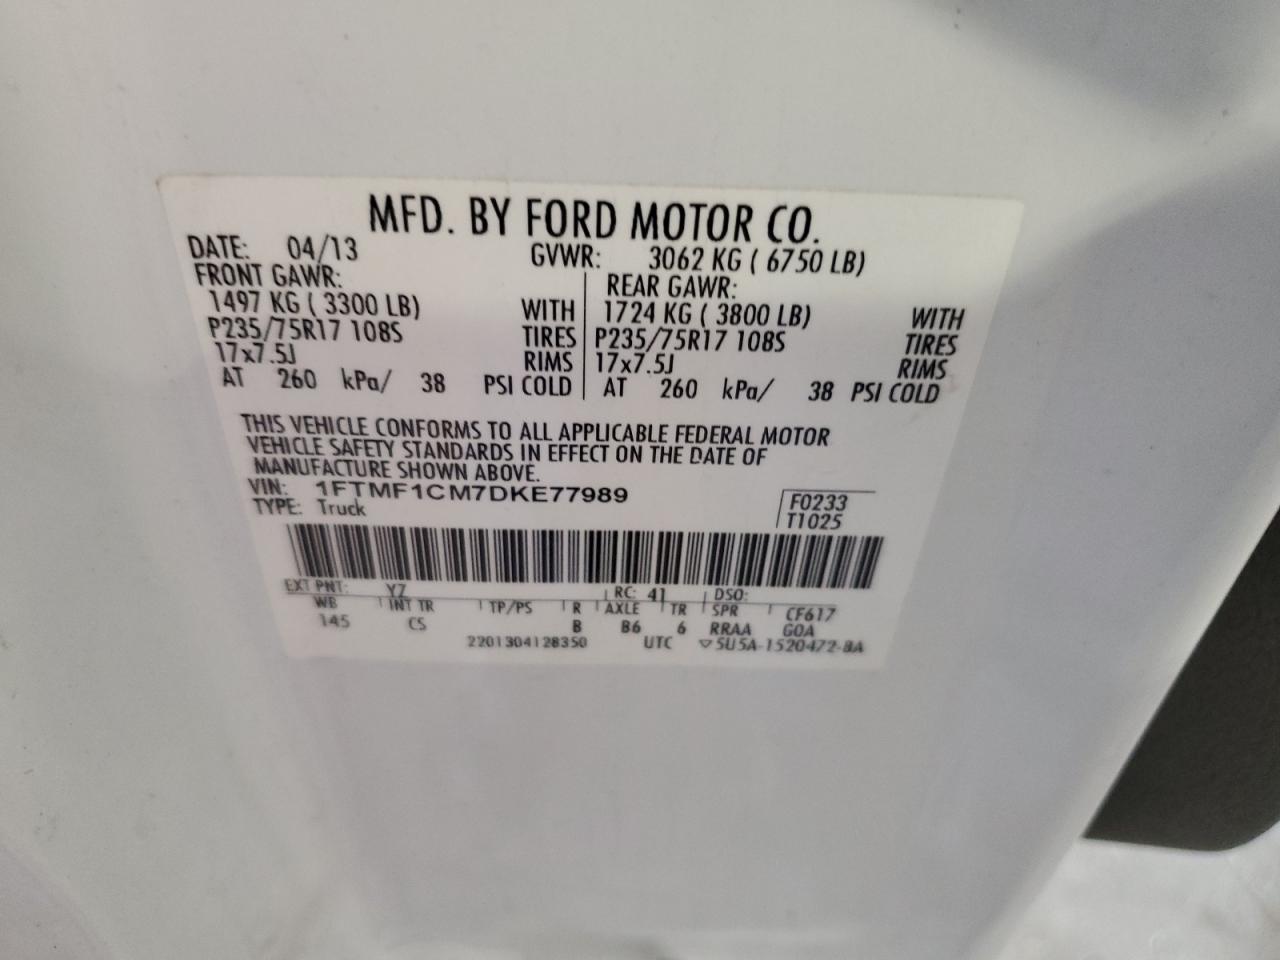 MFD. BY FORD MOTOR CO.
DATE: 04/13 GVWR: 3062 KG ( 6750 LB)
FRONT GAWR: REAR GAWR:
1497 KG ( 3300 LB) WITH 1724 KG ( 3800 LB) WITH
P235/75R17 108S TIRES P235/75R17 108S TIRES
17x7.5J RIMS 17x7.5J RIMS
AT 260 kPa/ 38 PSI COLD AT 260 kPa/ 38 PSI COLD
THIS VEHICLE CONFORMS TO ALL APPLICABLE FEDERAL MOTOR
VEHICLE SAFETY STANDARDS IN EFFECT ON THE DATE OF
MANUFACTURE SHOWN ABOVE.
VIN: 1FTMF1CM7DKE77989 F0233
TYPE: Truck T1025
EXT PNT: YZ RC: 41 DSO:
WB INT TR TP/PS R AXLE TR SPR CF617
145 CS B B6 6 RRAA GOA
2201304128350 UTC ▽5U5A-1520472-BA